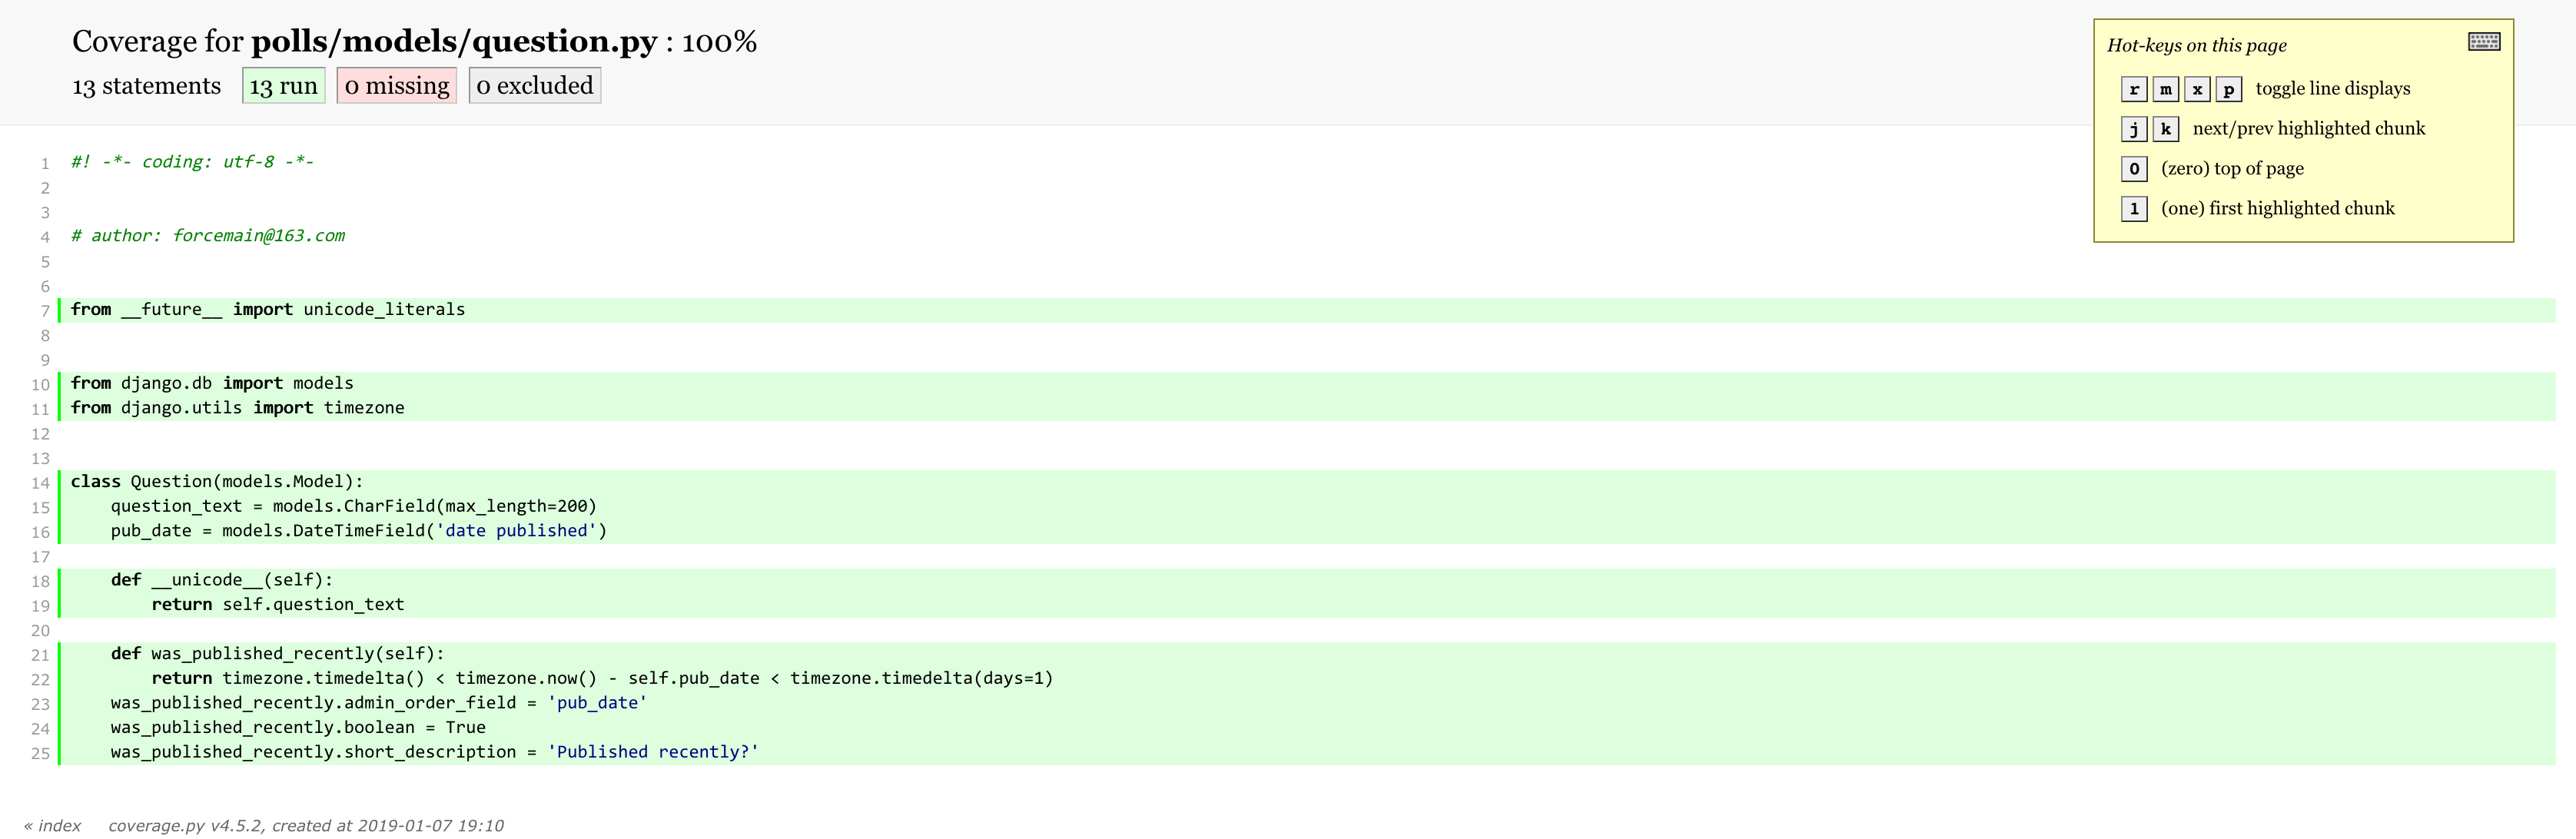 Coverage for polls/models/question.py : 100%
13 statements 13 run 0 missing 0 excluded
Hot-keys on this page
r m x p toggle line displays
j k next/prev highlighted chunk
0 (zero) top of page
1 (one) first highlighted chunk
1 #! -*- coding: utf-8 -*-
2
3
4 # author: forcemain@163.com
5
6
7 from __future__ import unicode_literals
8
9
10 from django.db import models
11 from django.utils import timezone
12
13
14 class Question(models.Model):
15     question_text = models.CharField(max_length=200)
16     pub_date = models.DateTimeField('date published')
17
18     def __unicode__(self):
19         return self.question_text
20
21     def was_published_recently(self):
22         return timezone.timedelta() < timezone.now() - self.pub_date < timezone.timedelta(days=1)
23     was_published_recently.admin_order_field = 'pub_date'
24     was_published_recently.boolean = True
25     was_published_recently.short_description = 'Published recently?'
« index coverage.py v4.5.2, created at 2019-01-07 19:10